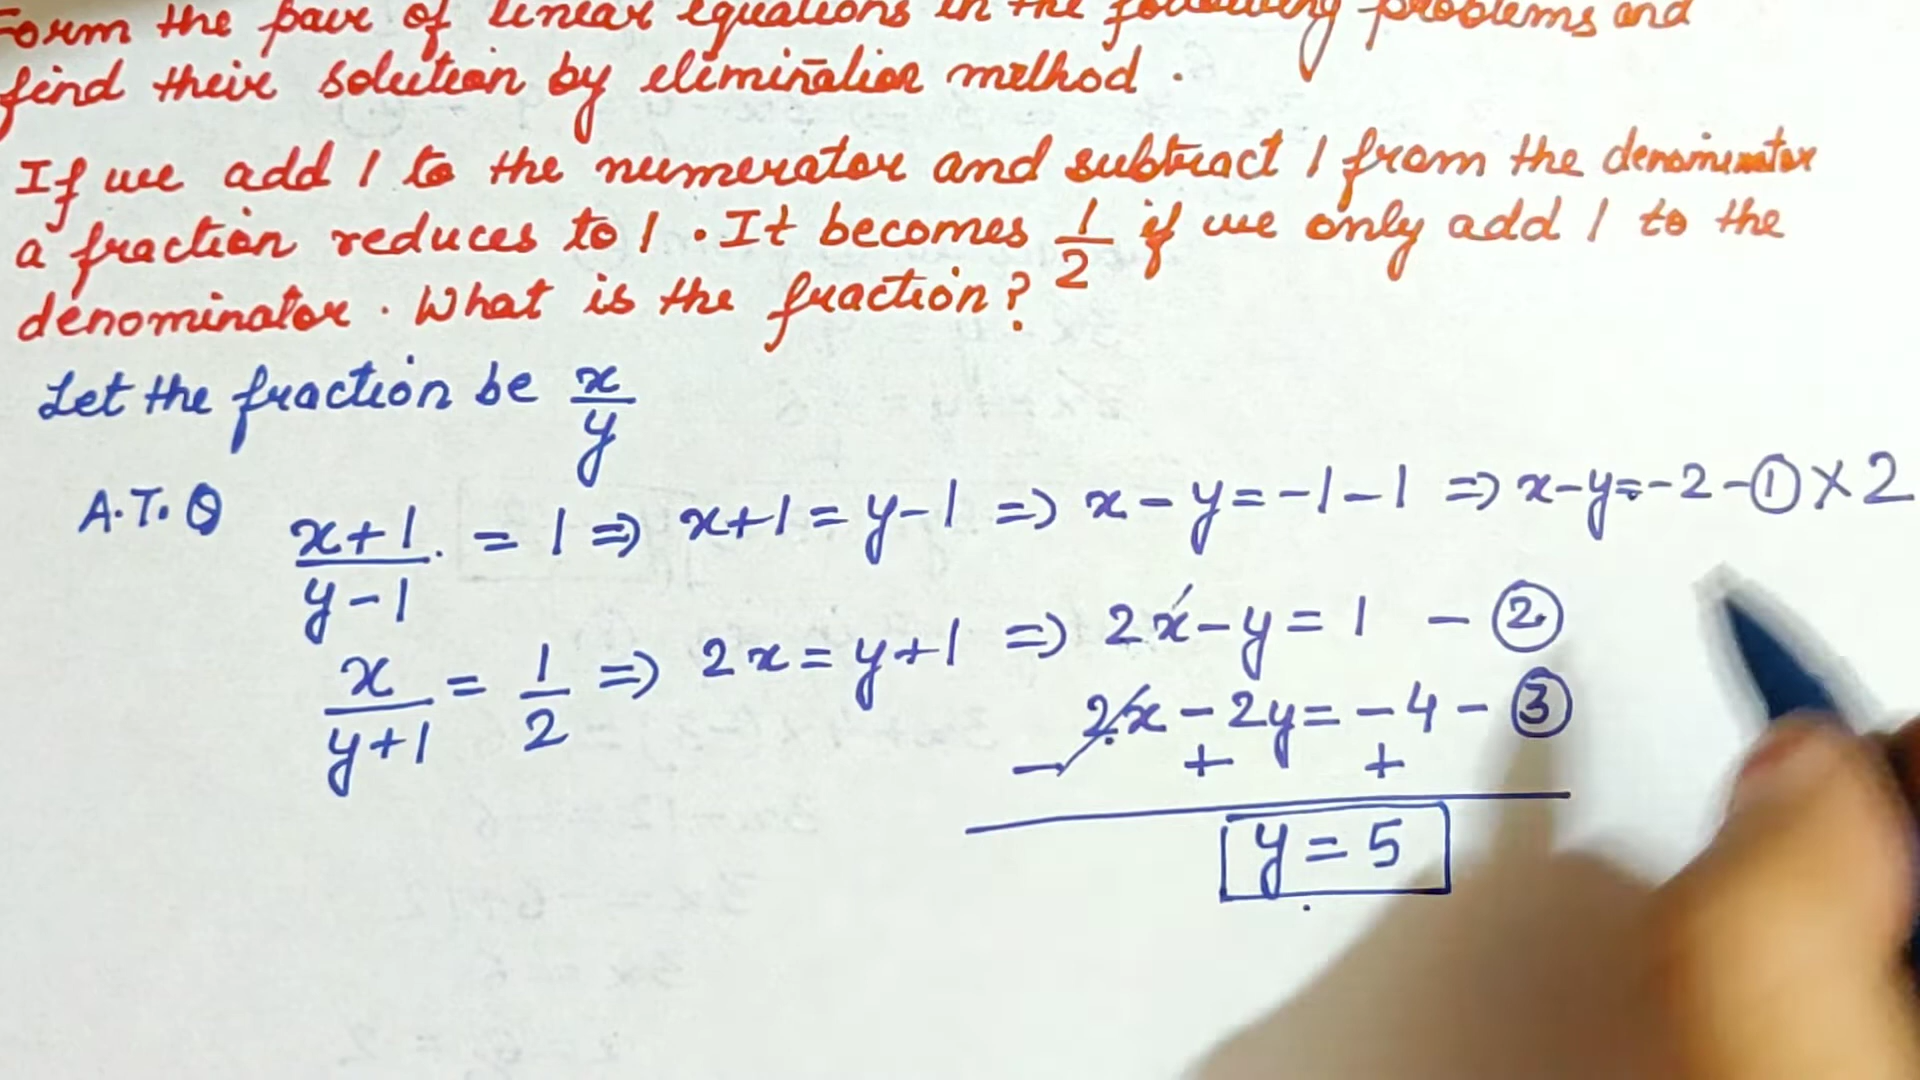 Form the pair of linear equations in the following problems and
find their solution by elimination method.
If we add 1 to the numerator and subtract 1 from the denominator
a fraction reduces to 1. It becomes 1/2 if we only add 1 to the
denominator. What is the fraction?
Let the fraction be x/y
A.T.Q (x+1)/(y-1) = 1 => x+1 = y-1 => x-y = -1-1 => x-y = -2 - ① × 2
x/(y+1) = 1/2 => 2x = y+1 => 2x-y = 1 - ②
2x-2y = -4 - ③
- + +
y = 5